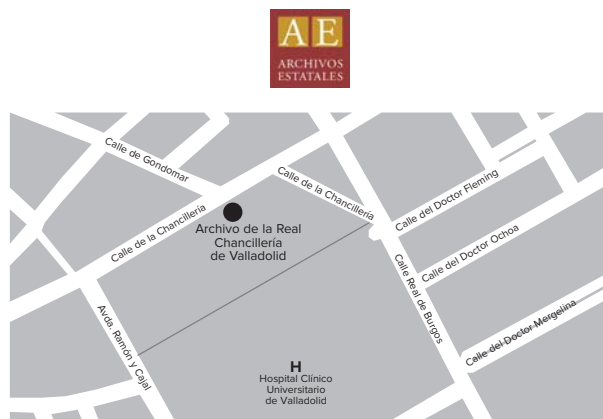 A E
ARCHIVOS
ESTATALES
Calle de Gondomar
Calle de la Chancillería
Calle de la Chancillería
Calle del Doctor Fleming
Archivo de la Real
Chancillería
de Valladolid
Calle del Doctor Ochoa
Calle Real de Burgos
Avda. Ramón y Cajal
Calle del Doctor Mergelina
H
Hospital Clínico
Universitario
de Valladolid